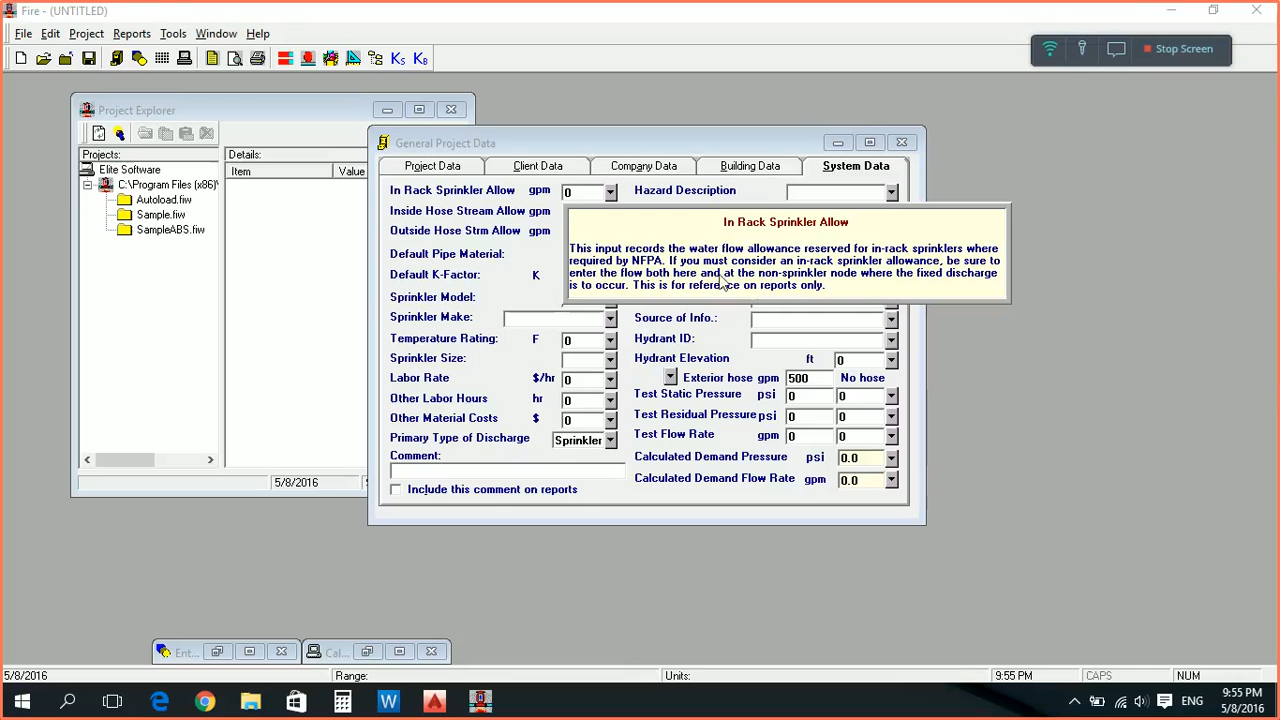 Fire - (UNTITLED)
File Edit Project Reports Tools Window Help
Ks KB
Stop Screen
Project Explorer
Projects:
Elite Software
C:\Program Files (x86)\
Autoload.fiw
Sample.fiw
SampleABS.fiw
Details:
Item Value
5/8/2016
General Project Data
Project Data Client Data Company Data Building Data System Data
In Rack Sprinkler Allow gpm 0
Inside Hose Stream Allow gpm
Outside Hose Strm Allow gpm
Default Pipe Material:
Default K-Factor: K
Sprinkler Model:
Sprinkler Make:
Temperature Rating: F 0
Sprinkler Size:
Labor Rate $/hr 0
Other Labor Hours hr 0
Other Material Costs $ 0
Primary Type of Discharge Sprinkler
Comment:
Include this comment on reports
Hazard Description
In Rack Sprinkler Allow
This input records the water flow allowance reserved for in-rack sprinklers where
required by NFPA. If you must consider an in-rack sprinkler allowance, be sure to
enter the flow both here and at the non-sprinkler node where the fixed discharge
is to occur. This is for reference on reports only.
Source of Info.:
Hydrant ID:
Hydrant Elevation ft 0
Exterior hose gpm 500 No hose
Test Static Pressure psi 0 0
Test Residual Pressure psi 0 0
Test Flow Rate gpm 0 0
Calculated Demand Pressure psi 0.0
Calculated Demand Flow Rate gpm 0.0
Ent...
Cal...
5/8/2016 Range: Units: 9:55 PM CAPS NUM
ENG
9:55 PM
5/8/2016